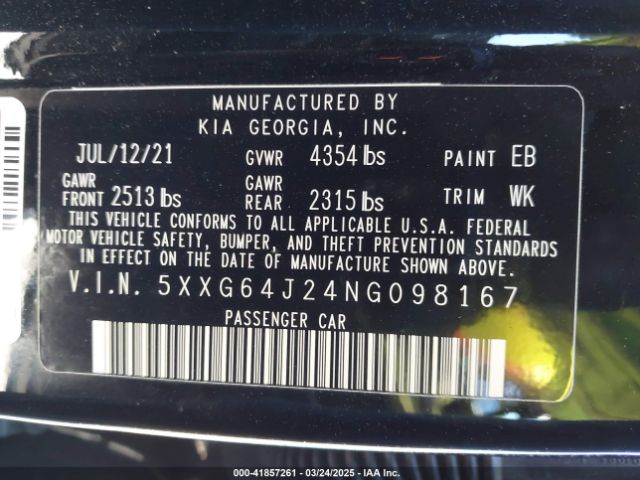 MANUFACTURED BY
KIA GEORGIA, INC.
JUL/12/21 GVWR 4354 lbs PAINT EB
GAWR FRONT 2513 lbs GAWR REAR 2315 lbs TRIM WK
THIS VEHICLE CONFORMS TO ALL APPLICABLE U.S.A. FEDERAL
MOTOR VEHICLE SAFETY, BUMPER, AND THEFT PREVENTION STANDARDS
IN EFFECT ON THE DATE OF MANUFACTURE SHOWN ABOVE.
V.I.N. 5XXG64J24NG098167
PASSENGER CAR
000-41857261 - 03/24/2025 - IAA Inc.